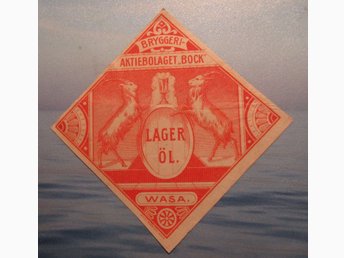 BRYGGERI-
AKTIEBOLAGET „BOCK"
LAGER
ÖL.
WASA.